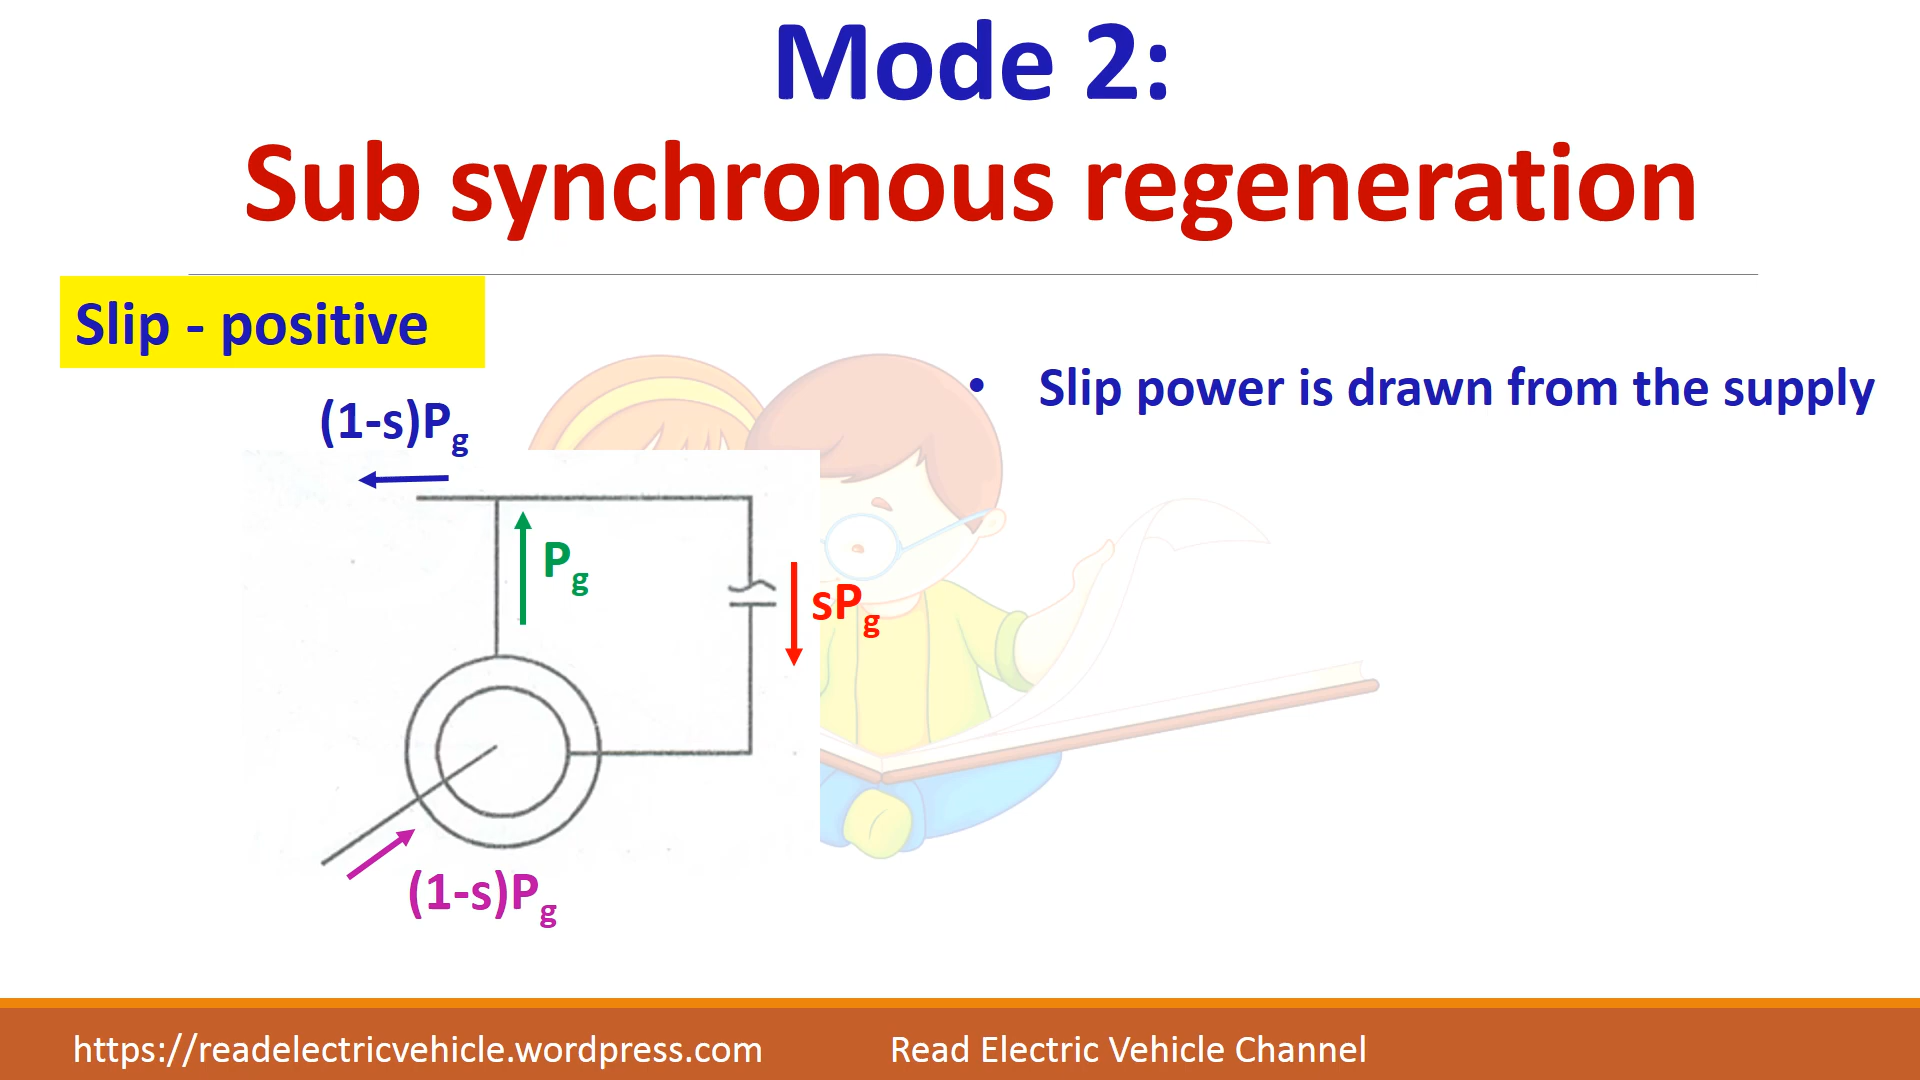 Mode 2:
Sub synchronous regeneration
Slip - positive
• Slip power is drawn from the supply
(1-s)Pg
Pg
sPg
(1-s)Pg
https://readelectricvehicle.wordpress.com
Read Electric Vehicle Channel